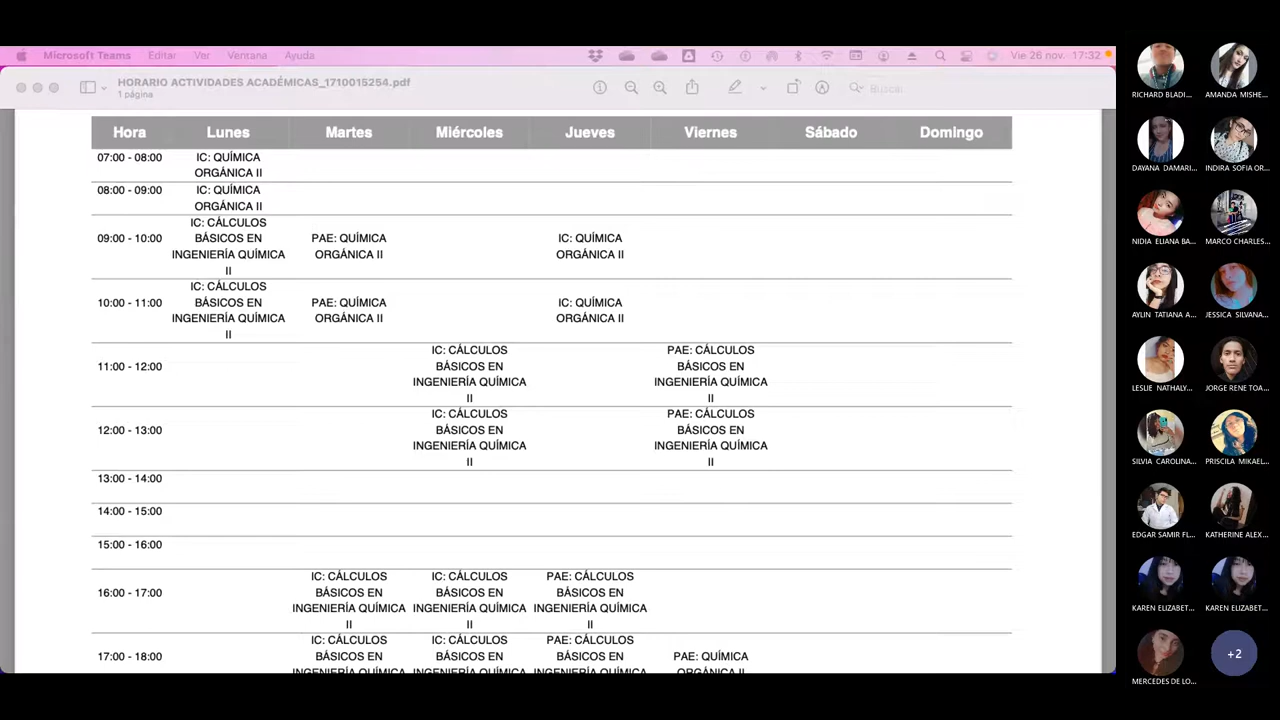 Microsoft Teams Editar Ver Ventana Ayuda Vie 26 nov. 17:32
HORARIO ACTIVIDADES ACADÉMICAS_1710015254.pdf
1 página
Buscar
Hora Lunes Martes Miércoles Jueves Viernes Sábado Domingo
07:00 - 08:00 IC: QUÍMICA
ORGÁNICA II
08:00 - 09:00 IC: QUÍMICA
ORGÁNICA II
IC: CÁLCULOS
09:00 - 10:00 BÁSICOS EN PAE: QUÍMICA IC: QUÍMICA
INGENIERÍA QUÍMICA ORGÁNICA II ORGÁNICA II
II
IC: CÁLCULOS
10:00 - 11:00 BÁSICOS EN PAE: QUÍMICA IC: QUÍMICA
INGENIERÍA QUÍMICA ORGÁNICA II ORGÁNICA II
II
IC: CÁLCULOS PAE: CÁLCULOS
11:00 - 12:00 BÁSICOS EN BÁSICOS EN
INGENIERÍA QUÍMICA INGENIERÍA QUÍMICA
II II
IC: CÁLCULOS PAE: CÁLCULOS
12:00 - 13:00 BÁSICOS EN BÁSICOS EN
INGENIERÍA QUÍMICA INGENIERÍA QUÍMICA
II II
13:00 - 14:00
14:00 - 15:00
15:00 - 16:00
IC: CÁLCULOS IC: CÁLCULOS PAE: CÁLCULOS
16:00 - 17:00 BÁSICOS EN BÁSICOS EN BÁSICOS EN
INGENIERÍA QUÍMICA INGENIERÍA QUÍMICA INGENIERÍA QUÍMICA
II II II
IC: CÁLCULOS IC: CÁLCULOS PAE: CÁLCULOS
17:00 - 18:00 BÁSICOS EN BÁSICOS EN BÁSICOS EN PAE: QUÍMICA
INGENIERÍA QUÍMICA INGENIERÍA QUÍMICA INGENIERÍA QUÍMICA ORGÁNICA II
RICHARD BLADI... AMANDA MISHE...
DAYANA DAMARI... INDIRA SOFIA OR...
NIDIA ELIANA BA... MARCO CHARLES...
AYLIN TATIANA A... JESSICA SILVANA...
LESLIE NATHALY... JORGE RENE TOA...
SILVIA CAROLINA... PRISCILA MIKAEL...
EDGAR SAMIR FL... KATHERINE ALEX...
KAREN ELIZABET... KAREN ELIZABET...
MERCEDES DE LO... +2